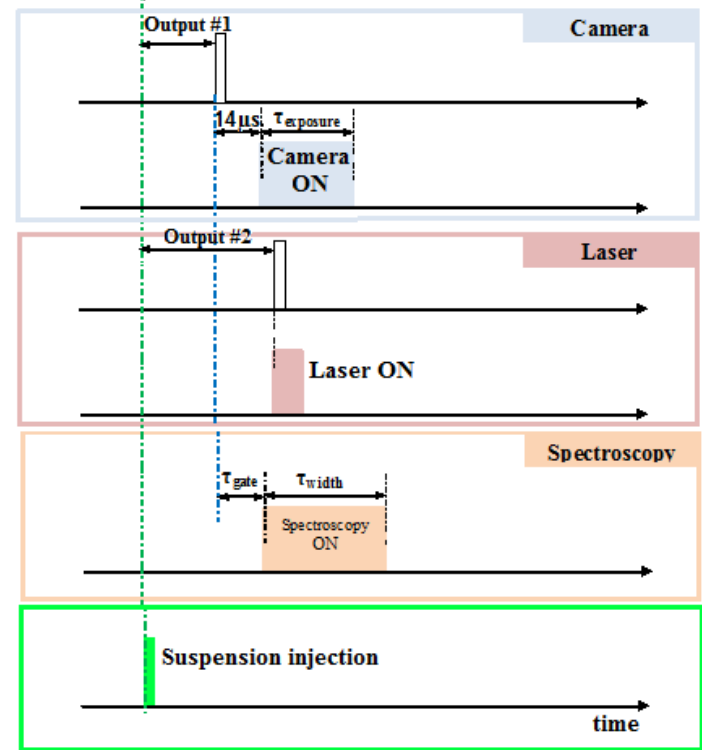 Output #1
Camera
14μs
τexposure
Camera
ON
Output #2
Laser
Laser ON
Spectroscopy
τgate
τwidth
Spectroscopy
ON
Suspension injection
time